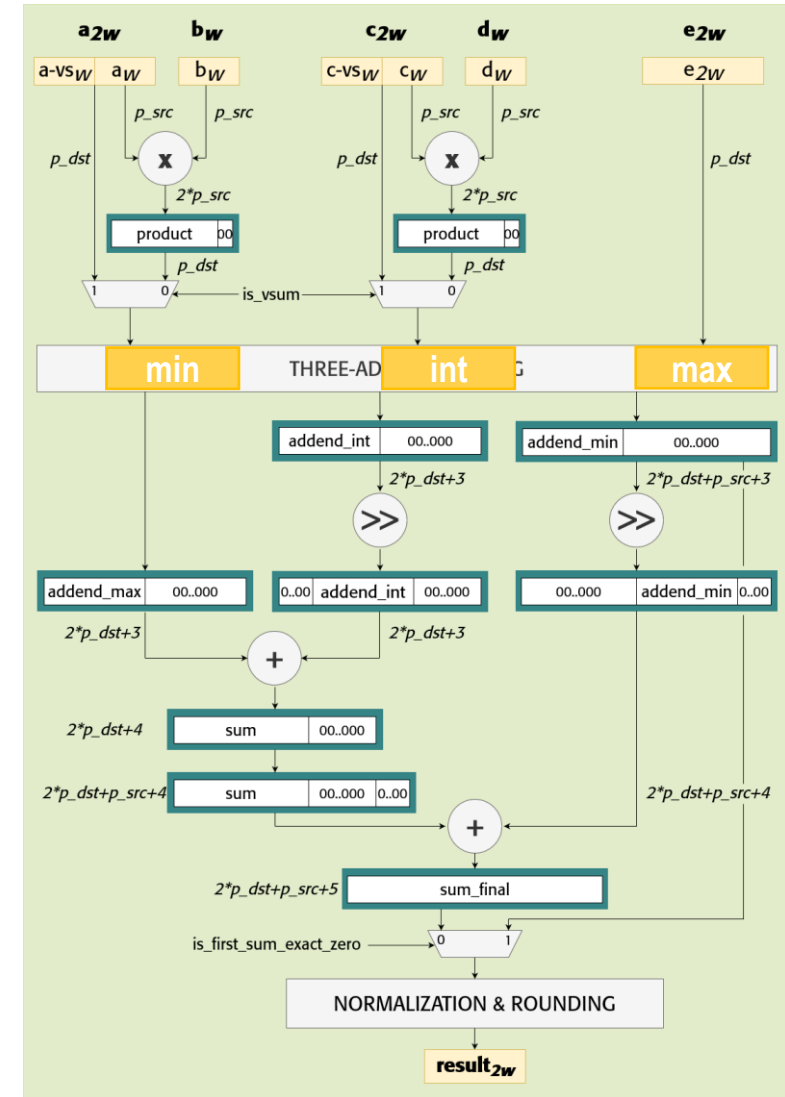 a2w bw c2w dw e2w
a-vsw aw bw c-vsw cw dw e2w
p_src p_src p_src p_src
p_dst x p_dst x p_dst
2*p_src 2*p_src
product 00 product 00
p_dst p_dst
1 0 is_vsum 1 0
min THREE-AD int G max
addend_int 00..000 addend_min 00..000
2*p_dst+3 2*p_dst+p_src+3
>> >>
addend_max 00..000 0..00 addend_int 00..000 00..000 addend_min 0..00
2*p_dst+3 2*p_dst+3
+
2*p_dst+4 sum 00..000
2*p_dst+p_src+4 sum 00..000 0..00 2*p_dst+p_src+4
+
2*p_dst+p_src+5 sum_final
is_first_sum_exact_zero 0 1
NORMALIZATION & ROUNDING
result2w